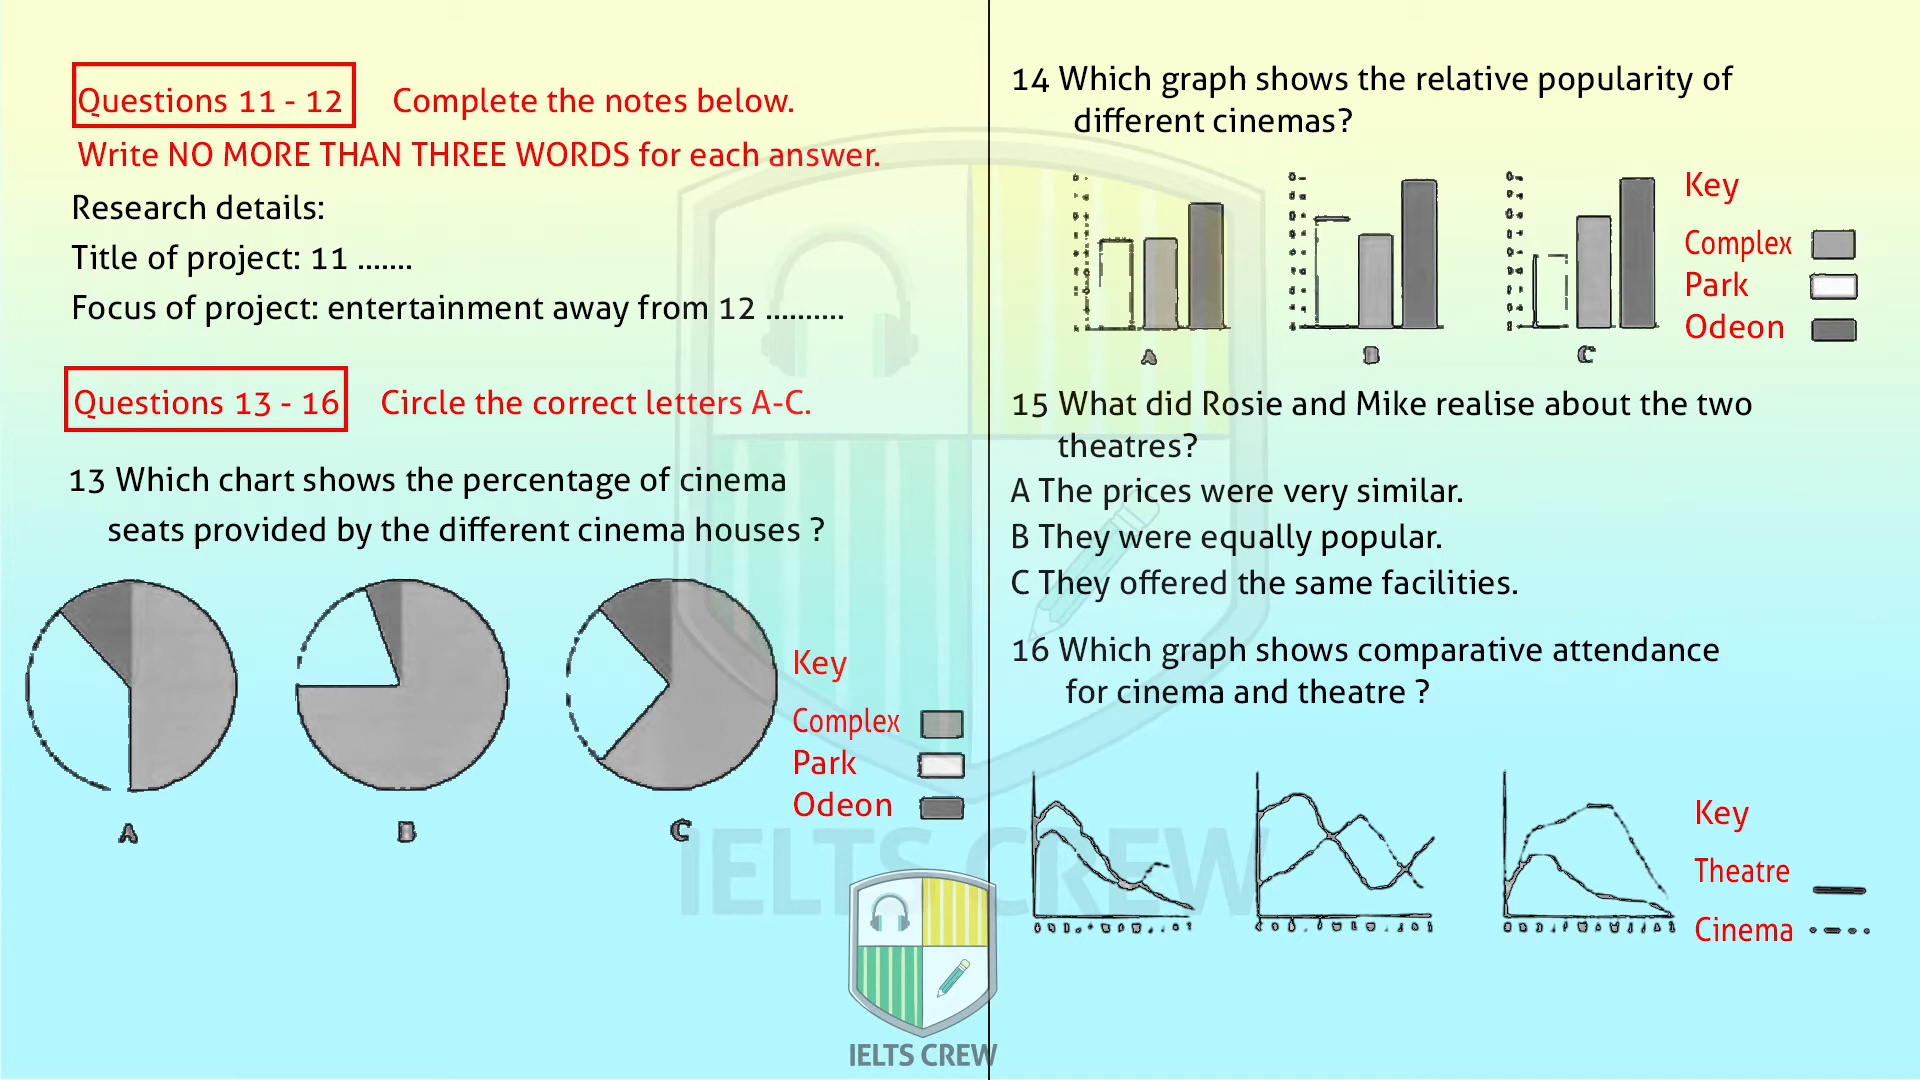 Questions 11 - 12 Complete the notes below.
Write NO MORE THAN THREE WORDS for each answer.
Research details:
Title of project: 11 .......
Focus of project: entertainment away from 12 ..........
Questions 13 - 16 Circle the correct letters A-C.
13 Which chart shows the percentage of cinema
seats provided by the different cinema houses ?
Key
Complex
Park
Odeon
A B C
14 Which graph shows the relative popularity of
different cinemas?
Key
Complex
Park
Odeon
A B C
15 What did Rosie and Mike realise about the two
theatres?
A The prices were very similar.
B They were equally popular.
C They offered the same facilities.
16 Which graph shows comparative attendance
for cinema and theatre ?
Key
Theatre
Cinema
IELTS CREW
IELTS CREW